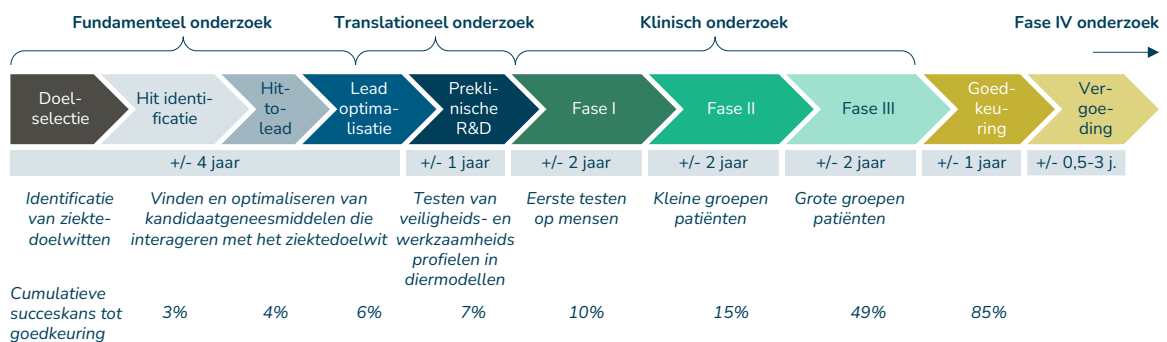 Fundamenteel onderzoek
Translationeel onderzoek
Klinisch onderzoek
Fase IV onderzoek
Doel-
selectie
Hit identi-
ficatie
Hit-
to-
lead
Lead
optima-
lisatie
Prekli-
nische
R&D
Fase I
Fase II
Fase III
Goed-
keu-
ring
Ver-
goe-
ding
+/- 4 jaar
+/- 1 jaar
+/- 2 jaar
+/- 2 jaar
+/- 2 jaar
+/- 1 jaar
+/- 0,5-3 j.
Identificatie
van ziekte-
doelwitten
Vinden en optimaliseren van
kandidaatgeneesmiddelen die
interageren met het ziektedoelwit
Testen van
veiligheids- en
werkzaamheids
profielen in
diermodellen
Eerste testen
op mensen
Kleine groepen
patiënten
Grote groepen
patiënten
Cumulatieve
succeskans tot
goedkeuring
3%
4%
6%
7%
10%
15%
49%
85%